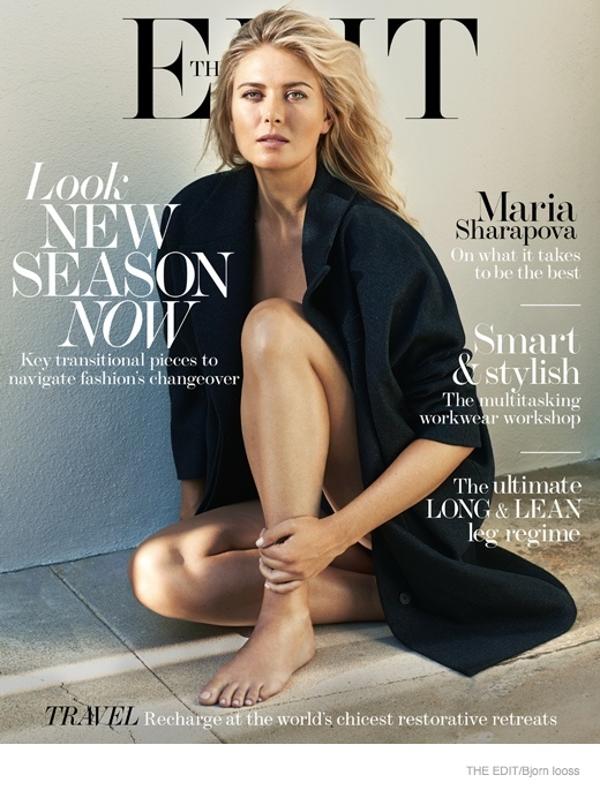 THE EDIT
Look
NEW
SEASON
NOW
Key transitional pieces to
navigate fashion's changeover
Maria
Sharapova
On what it takes
to be the best
Smart
& stylish
The multitasking
workwear workshop
The ultimate
LONG & LEAN
leg regime
TRAVEL Recharge at the world's chicest restorative retreats
THE EDIT/Bjorn Iooss